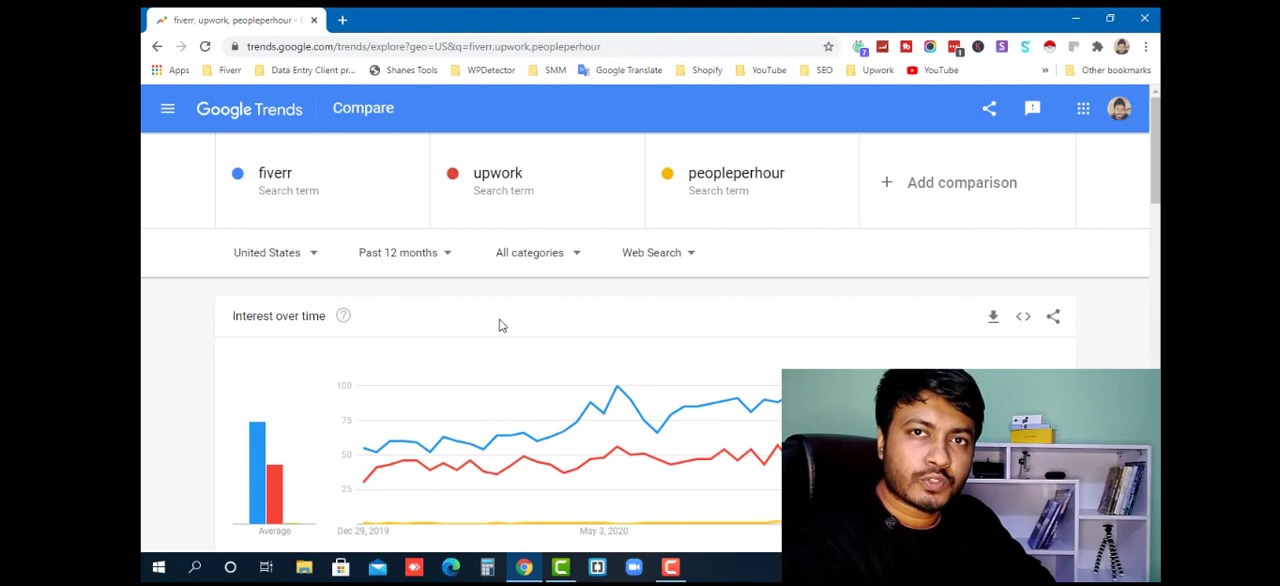 fiverr, upwork, peopleperhour -
trends.google.com/trends/explore?geo=US&q=fiverr,upwork,peopleperhour
7
1
Apps Fiverr Data Entry Client pr... Shanes Tools WPDetector SMM Google Translate Shopify YouTube SEO Upwork YouTube » Other bookmarks
Google Trends Compare
fiverr upwork peopleperhour + Add comparison
Search term Search term Search term
United States Past 12 months All categories Web Search
Interest over time
100
75
50
25
Average Dec 29, 2019 May 3, 2020